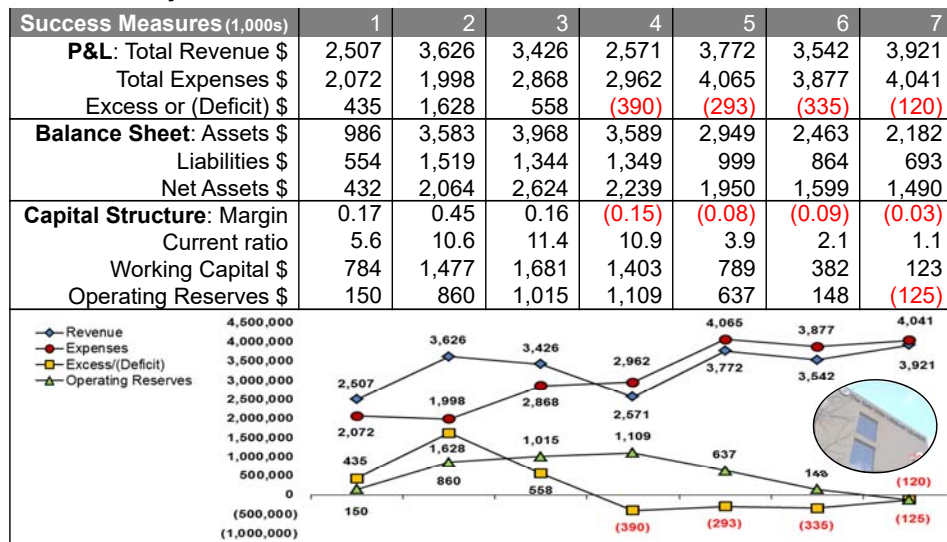 Success Measures (1,000s) 1 2 3 4 5 6 7
P&L: Total Revenue $ 2,507 3,626 3,426 2,571 3,772 3,542 3,921
Total Expenses $ 2,072 1,998 2,868 2,962 4,065 3,877 4,041
Excess or (Deficit) $ 435 1,628 558 (390) (293) (335) (120)
Balance Sheet: Assets $ 986 3,583 3,968 3,589 2,949 2,463 2,182
Liabilities $ 554 1,519 1,344 1,349 999 864 693
Net Assets $ 432 2,064 2,624 2,239 1,950 1,599 1,490
Capital Structure: Margin 0.17 0.45 0.16 (0.15) (0.08) (0.09) (0.03)
Current ratio 5.6 10.6 11.4 10.9 3.9 2.1 1.1
Working Capital $ 784 1,477 1,681 1,403 789 382 123
Operating Reserves $ 150 860 1,015 1,109 637 148 (125)
Revenue
Expenses
Excess/(Deficit)
Operating Reserves
4,500,000
4,000,000
3,500,000
3,000,000
2,500,000
2,000,000
1,500,000
1,000,000
500,000
0
(500,000)
(1,000,000)
2,507 3,626 3,426 2,571 3,772 3,542 3,921
2,072 1,998 2,868 2,962 4,065 3,877 4,041
435 1,628 558 (390) (293) (335) (120)
150 860 1,015 1,109 637 148 (125)